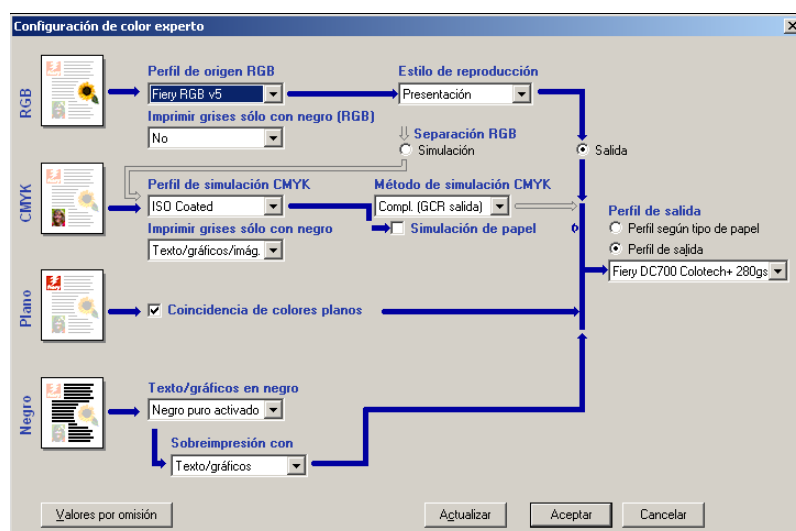 Configuración de color experto
RGB
Perfil de origen RGB
Fiery RGB v5
Estilo de reproducción
Presentación
Imprimir grises sólo con negro (RGB)
No
Separación RGB
Simulación
Salida
CMYK
Perfil de simulación CMYK
ISO Coated
Método de simulación CMYK
Compl. (GCR salida)
Imprimir grises sólo con negro
Texto/gráficos/imág.
Simulación de papel
Perfil de salida
Perfil según tipo de papel
Perfil de salida
Fiery DC700 Colotech+ 280gs
Plano
Coincidencia de colores planos
Negro
Texto/gráficos en negro
Negro puro activado
Sobreimpresión con
Texto/gráficos
Valores por omisión
Actualizar
Aceptar
Cancelar